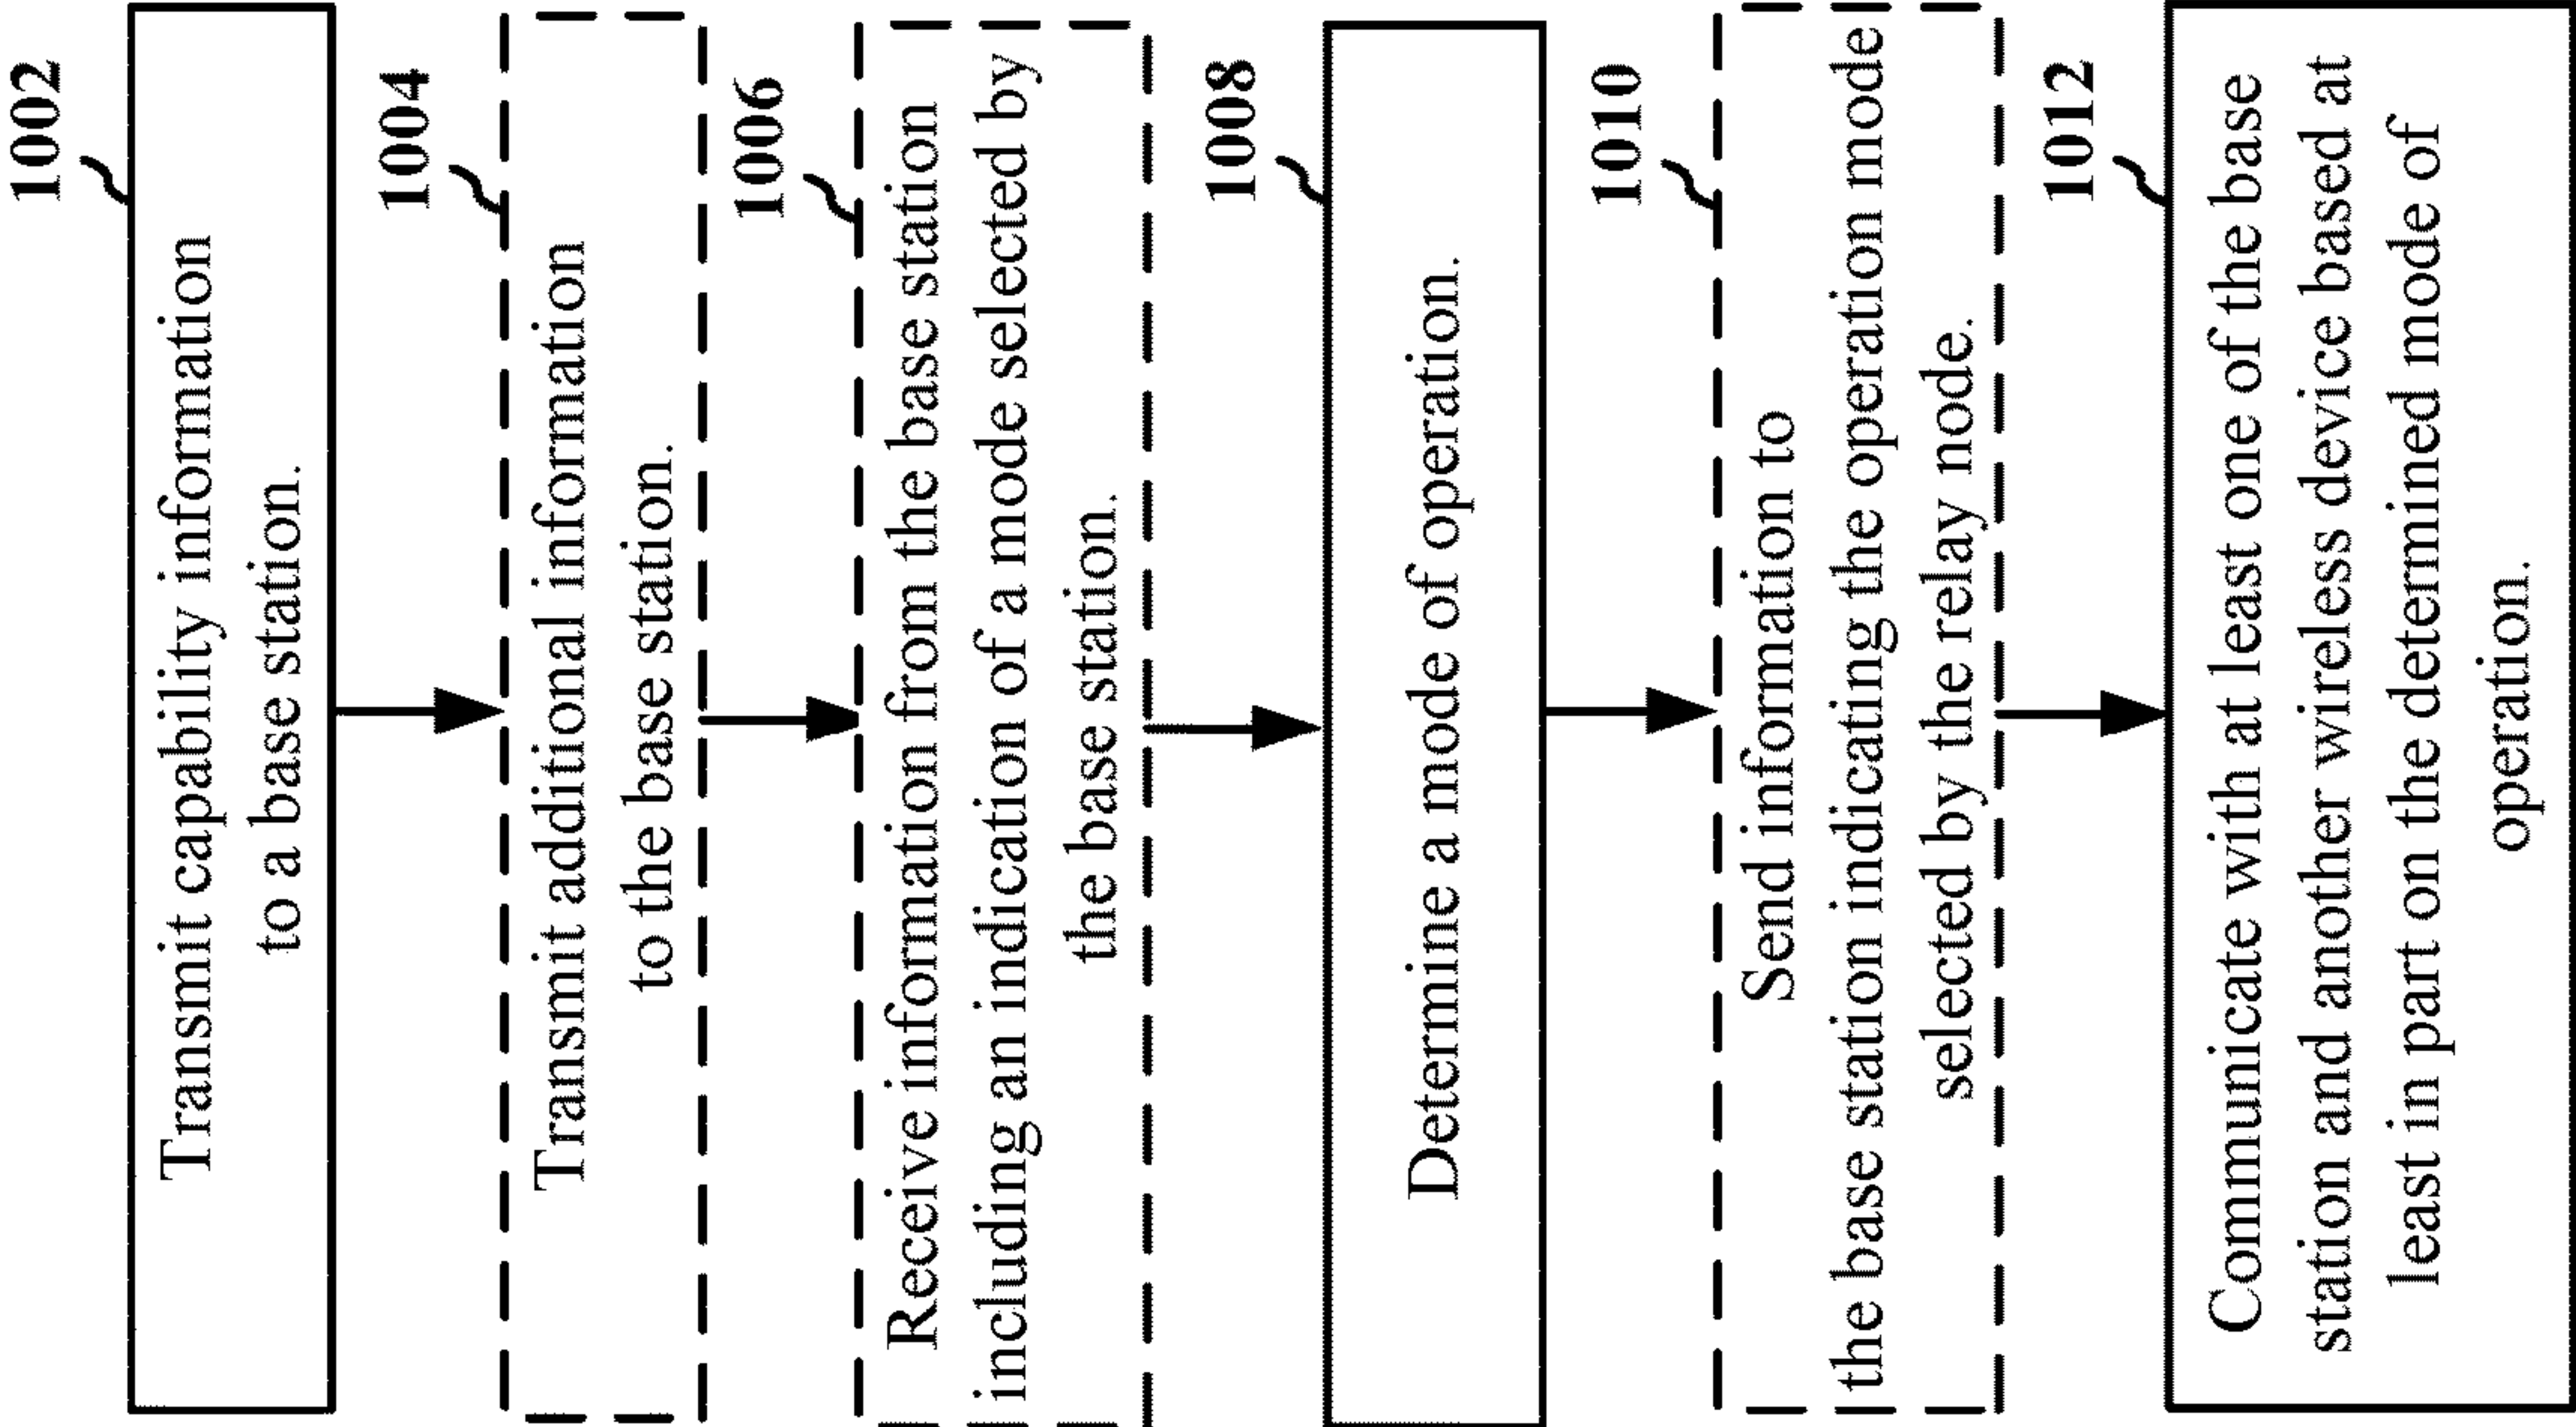 1002
Transmit capability information
to a base station.
1004
Transmit additional information
to the base station.
1006
Receive information from the base station
including an indication of a mode selected by
the base station.
1008
Determine a mode of operation.
1010
Send information to
the base station indicating the operation mode
selected by the relay node.
1012
Communicate with at least one of the base
station and another wireless device based at
least in part on the determined mode of
operation.